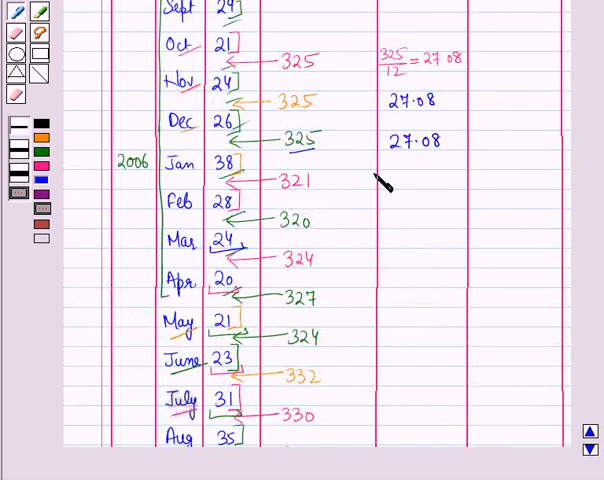 Sept 29
Oct 21
325 325/12 = 27.08
Nov 24
325 27.08
Dec 26
325 27.08
2006 Jan 38
321
Feb 28
320
Mar 24
324
Apr 20
327
May 21
324
June 23
332
July 31
330
Aug 35